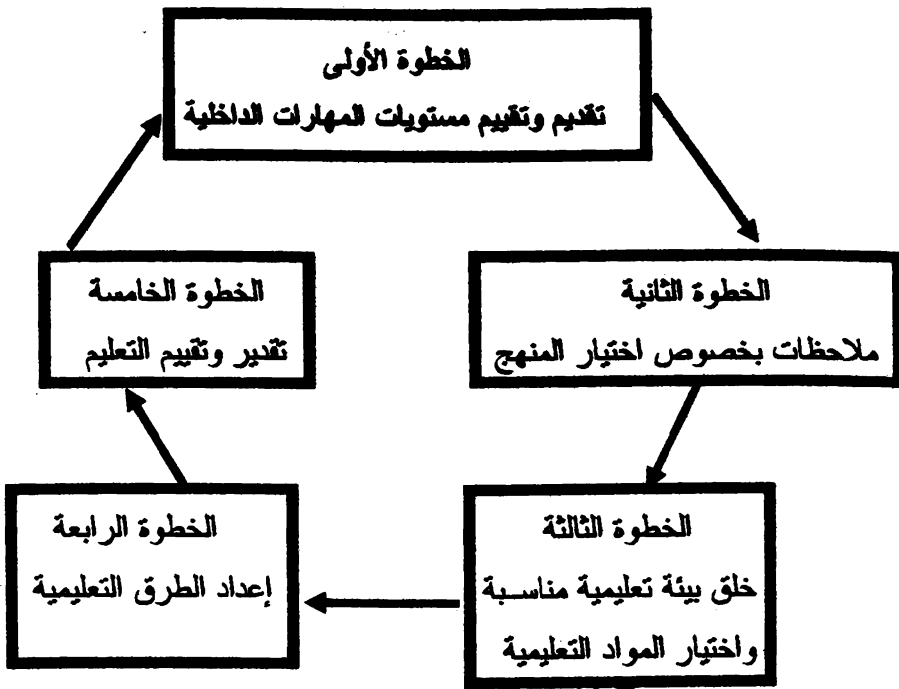 الخطوة الأولى
تقديم وتقييم مستويات المهارات الداخلية
الخطوة الثانية
ملاحظات بخصوص اختيار المنهج
الخطوة الثالثة
خلق بيئة تعليمية مناسبة
واختيار المواد التعليمية
الخطوة الرابعة
إعداد الطرق التعليمية
الخطوة الخامسة
تقدير وتقييم التعليم